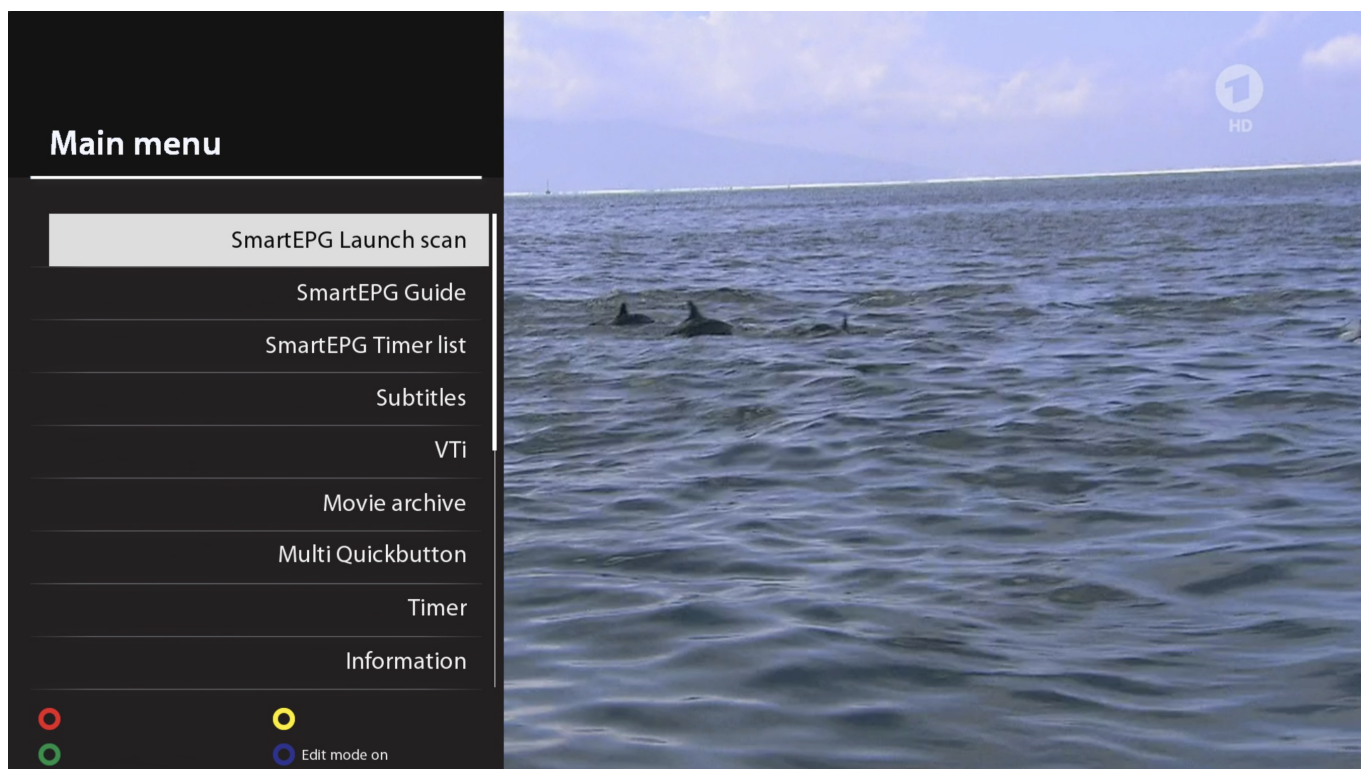 Main menu
SmartEPG Launch scan
SmartEPG Guide
SmartEPG Timer list
Subtitles
VTi
Movie archive
Multi Quickbutton
Timer
Information
Edit mode on
1
HD